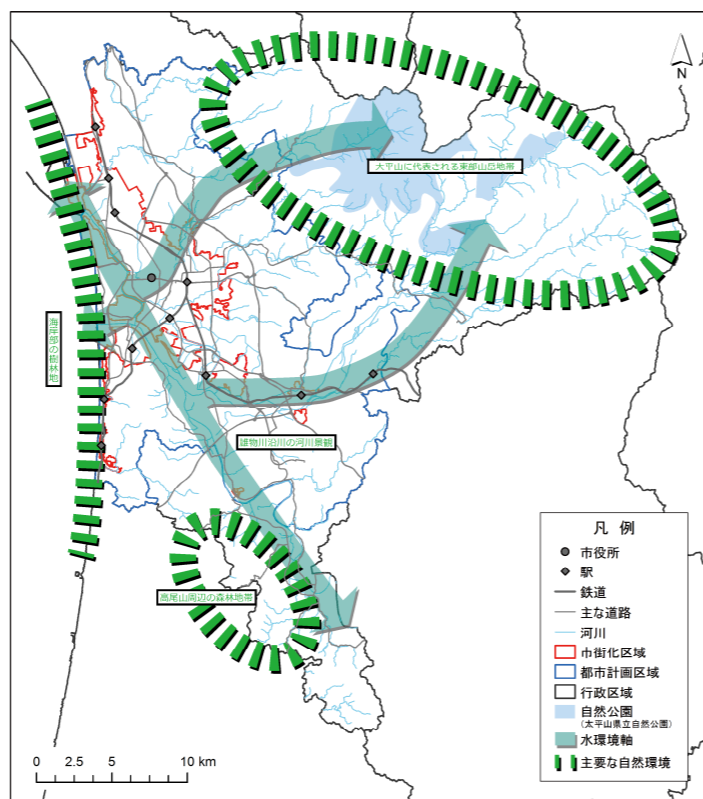 N
大平山に代表される東部山岳地帯
海岸部の樹林地
雄物川沿川の河川景観
高尾山周辺の森林地帯
凡 例
市役所
駅
鉄道
主な道路
河川
市街化区域
都市計画区域
行政区域
自然公園
(太平山県立自然公園)
水環境軸
主要な自然環境
0 2.5 5 10 km